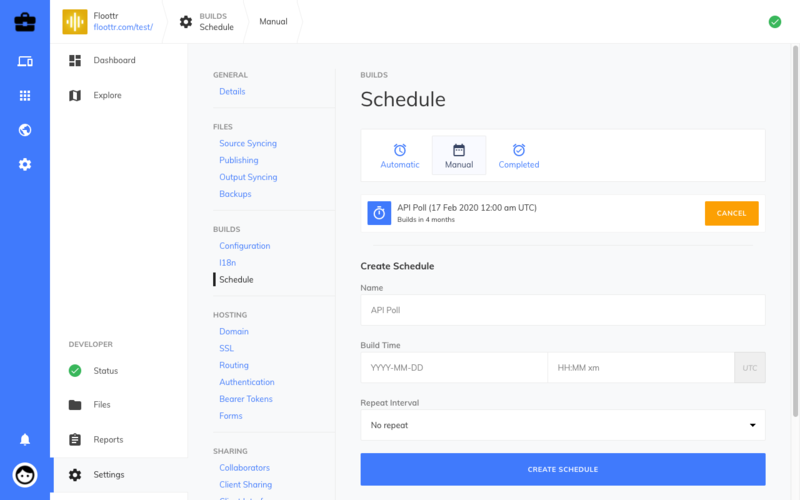 Floottr
floottr.com/test/
BUILDS
Schedule
Manual
Dashboard
Explore
DEVELOPER
Status
Files
Reports
Settings
GENERAL
Details
FILES
Source Syncing
Publishing
Output Syncing
Backups
BUILDS
Configuration
I18n
Schedule
HOSTING
Domain
SSL
Routing
Authentication
Bearer Tokens
Forms
SHARING
Collaborators
Client Sharing
BUILDS
Schedule
Automatic
Manual
Completed
API Poll (17 Feb 2020 12:00 am UTC)
Builds in 4 months
CANCEL
Create Schedule
Name
API Poll
Build Time
YYYY-MM-DD
HH:MM xm
UTC
Repeat Interval
No repeat
CREATE SCHEDULE